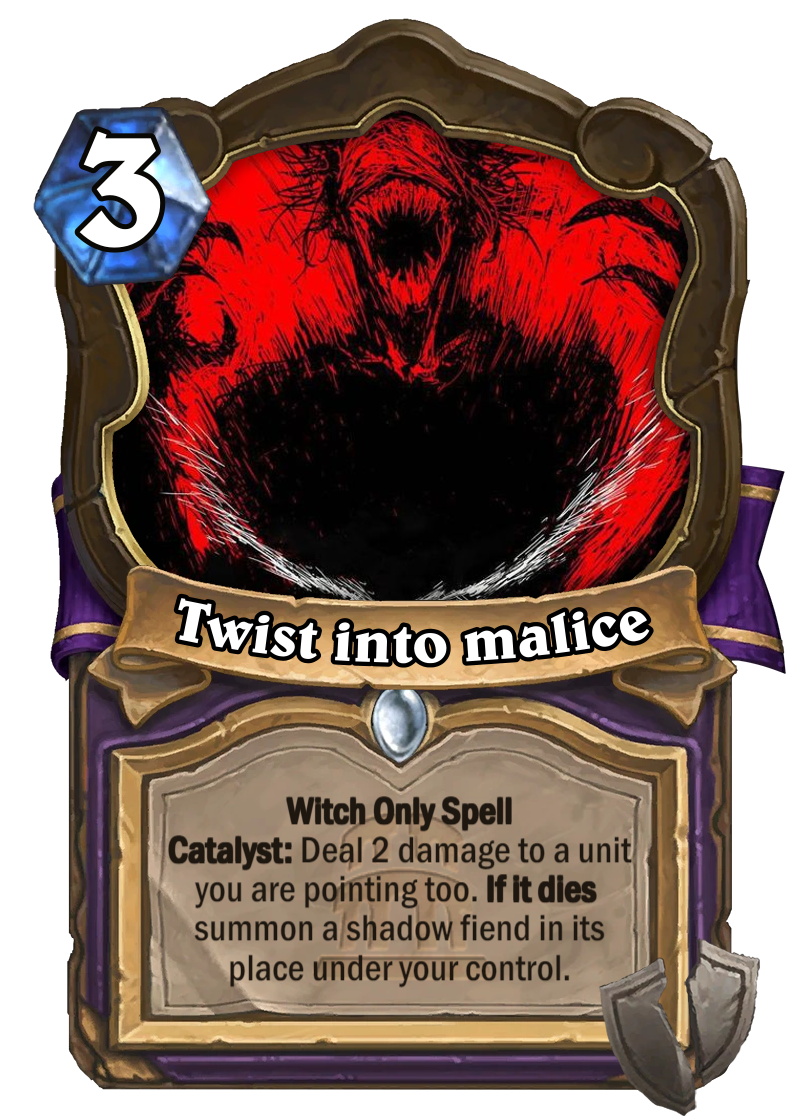 3
Twist into malice
Witch Only Spell
Catalyst: Deal 2 damage to a unit
you are pointing too. If it dies
summon a shadow fiend in its
place under your control.